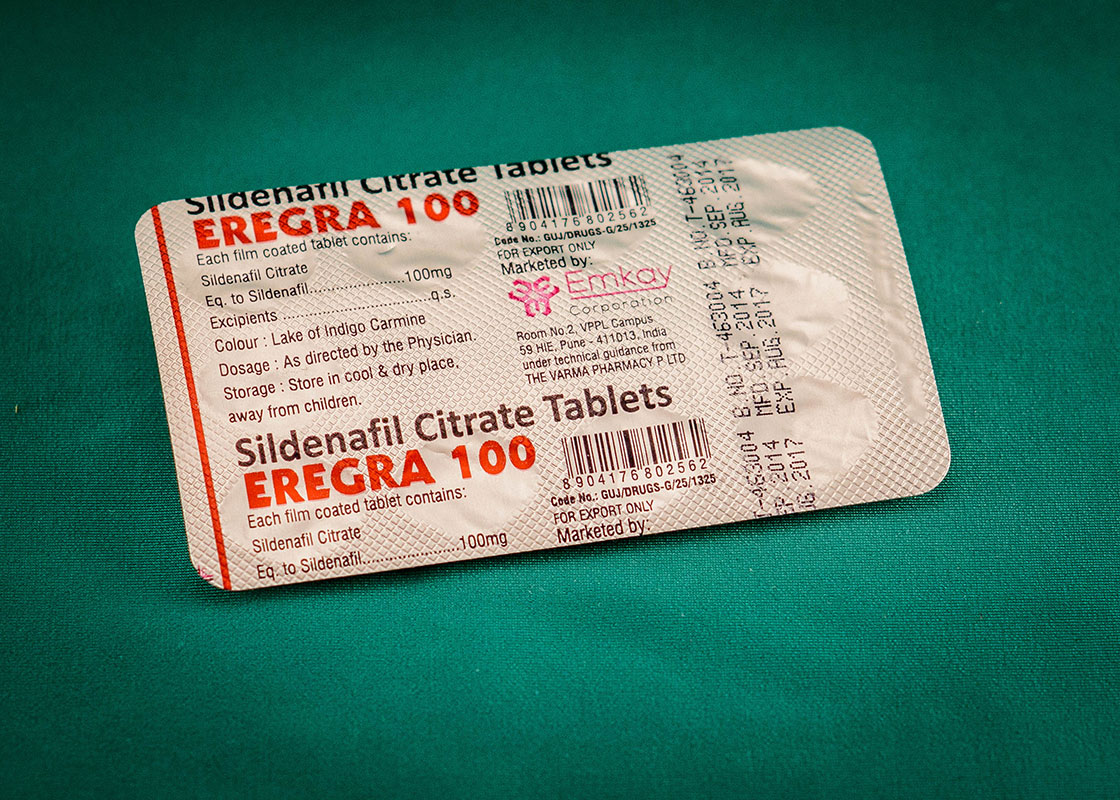 Sildenafil Citrate Tablets
EREGRA 100
Each film coated tablet contains:
Sildenafil Citrate
Eq. to Sildenafil......................100mg
Excipients ..................................q.s.
Colour : Lake of Indigo Carmine
Dosage : As directed by the Physician.
Storage : Store in cool & dry place,
away from children.
8904176802562
Code No.: GUJ/DRUGS-G/25/1325
FOR EXPORT ONLY
Marketed by:
Emkay
Corporation
Room No.2, VPPL Campus
59 HIE, Pune - 411013, India
under technical guidance from
THE VARMA PHARMACY P LTD
Sildenafil Citrate Tablets
EREGRA 100
Each film coated tablet contains:
Sildenafil Citrate
Eq. to Sildenafil......................100mg
8904176802562
Code No.: GUJ/DRUGS-G/25/1325
FOR EXPORT ONLY
Marketed by:
B.NO.T-463004
MFD SEP.2014
EXP.AUG.2017
B.NO.T-463004
MFD SEP.2014
EXP.AUG.2017
T-463004
P.2014
G.2017